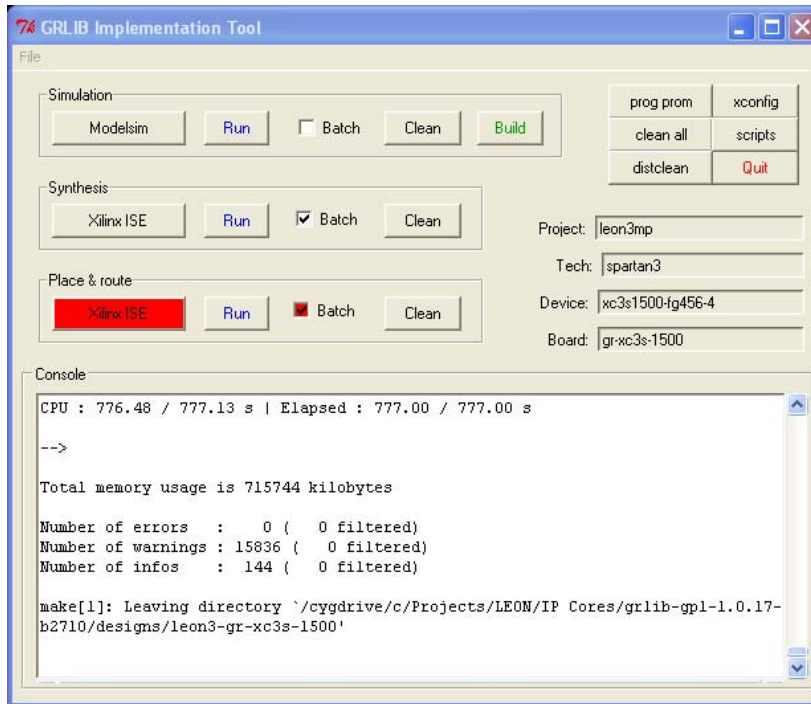 7k GRLIB Implementation Tool
File
Simulation
Modelsim Run Batch Clean Build
prog prom xconfig
clean all scripts
distclean Quit
Synthesis
Xilinx ISE Run Batch Clean
Place & route
Xilinx ISE Run Batch Clean
Project: leon3mp
Tech: spartan3
Device: xc3s1500-fg456-4
Board: gr-xc3s-1500
Console
CPU : 776.48 / 777.13 s | Elapsed : 777.00 / 777.00 s
-->
Total memory usage is 715744 kilobytes
Number of errors : 0 ( 0 filtered)
Number of warnings : 15836 ( 0 filtered)
Number of infos : 144 ( 0 filtered)
make[1]: Leaving directory `/cygdrive/c/Projects/LEON/IP Cores/grlib-gpl-1.0.17-
b2710/designs/leon3-gr-xc3s-1500'